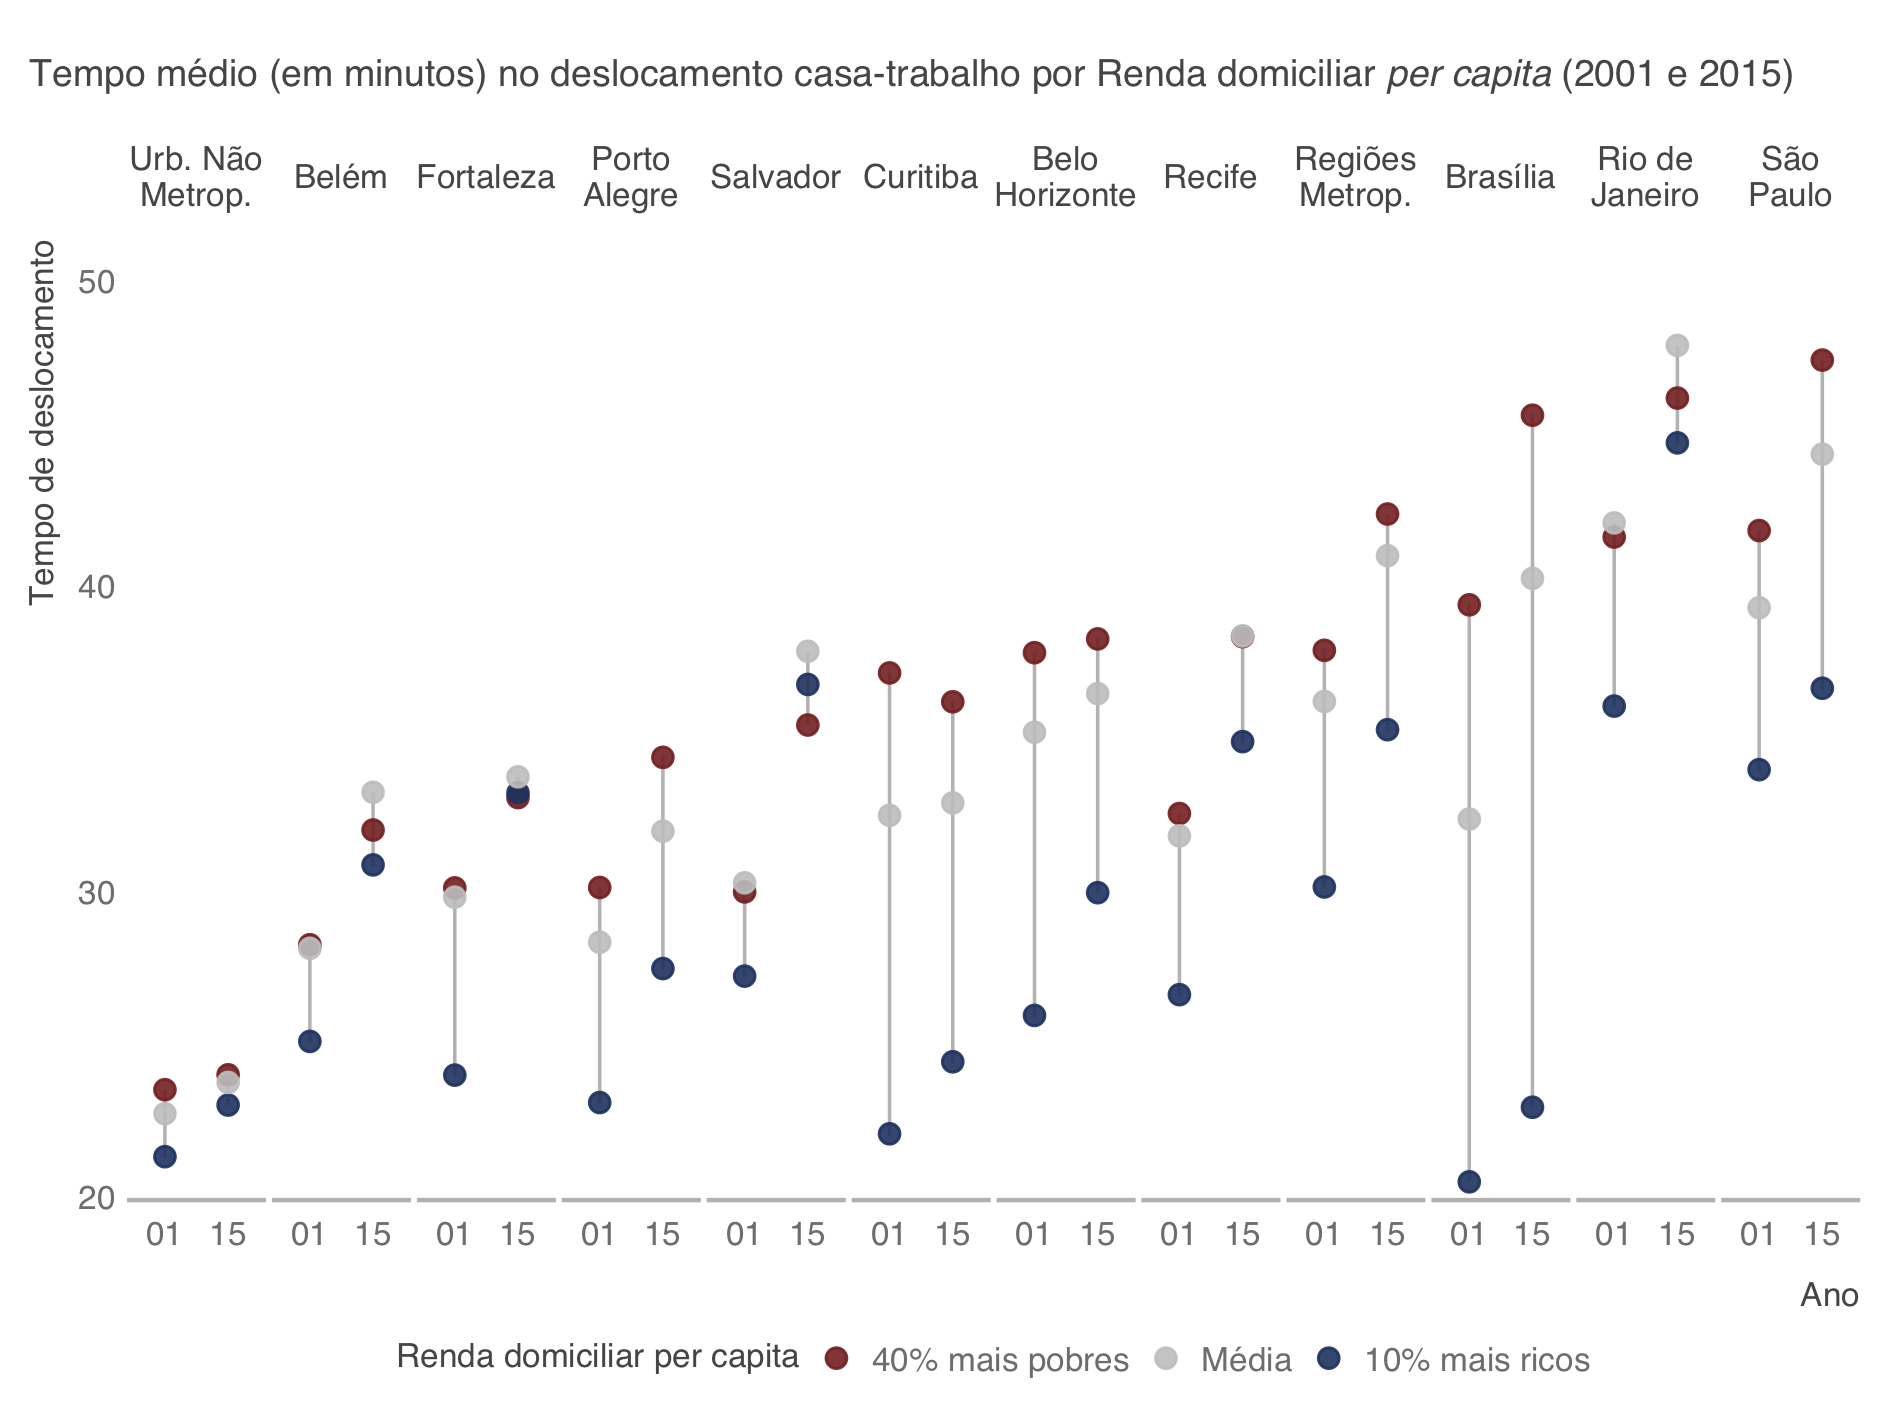 Tempo médio (em minutos) no deslocamento casa-trabalho por Renda domiciliar per capita (2001 e 2015)
Urb. Não
Metrop.
Belém
Fortaleza
Porto
Alegre
Salvador
Curitiba
Belo
Horizonte
Recife
Regiões
Metrop.
Brasília
Rio de
Janeiro
São
Paulo
Tempo de deslocamento
50
40
30
20
01 15 01 15 01 15 01 15 01 15 01 15 01 15 01 15 01 15 01 15 01 15 01 15
Ano
Renda domiciliar per capita 40% mais pobres Média 10% mais ricos